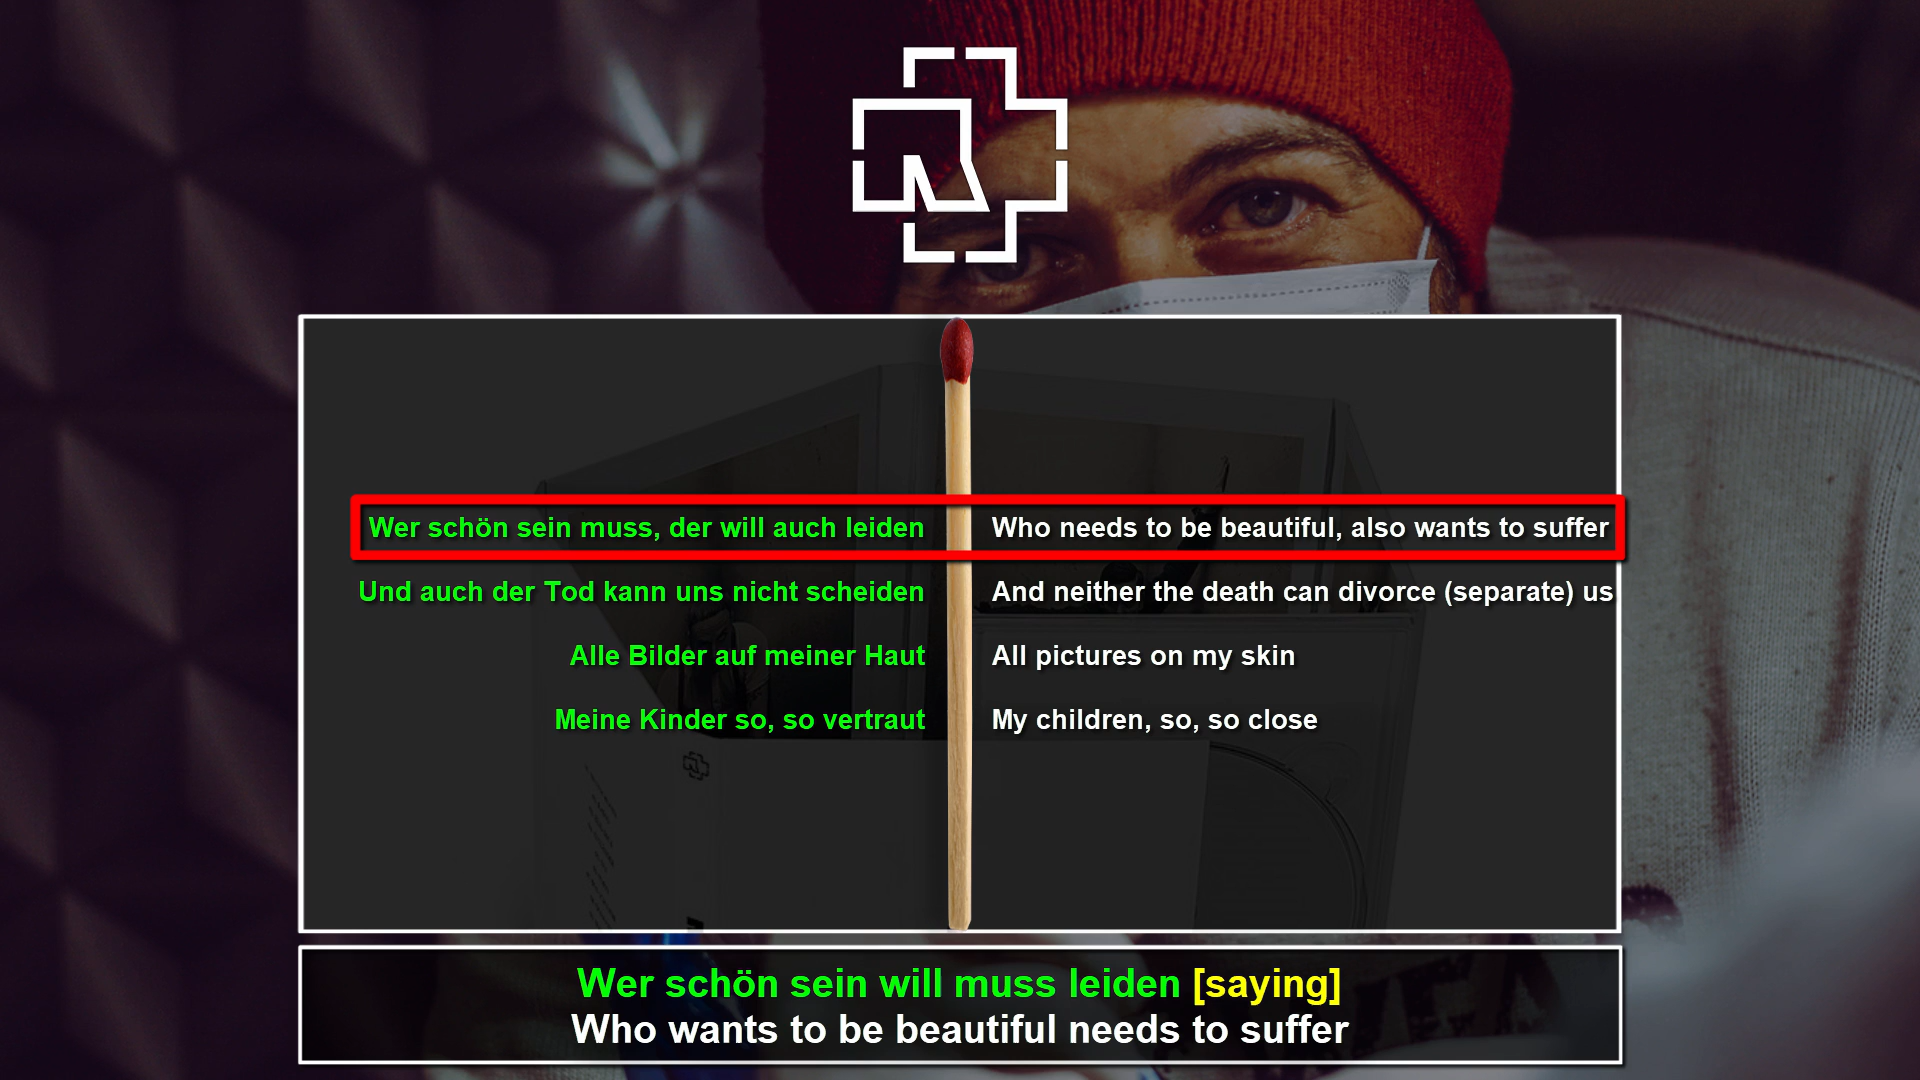 Wer schön sein muss, der will auch leiden Who needs to be beautiful, also wants to suffer
Und auch der Tod kann uns nicht scheiden And neither the death can divorce (separate) us
Alle Bilder auf meiner Haut All pictures on my skin
Meine Kinder so, so vertraut My children, so, so close
Wer schön sein will muss leiden [saying]
Who wants to be beautiful needs to suffer